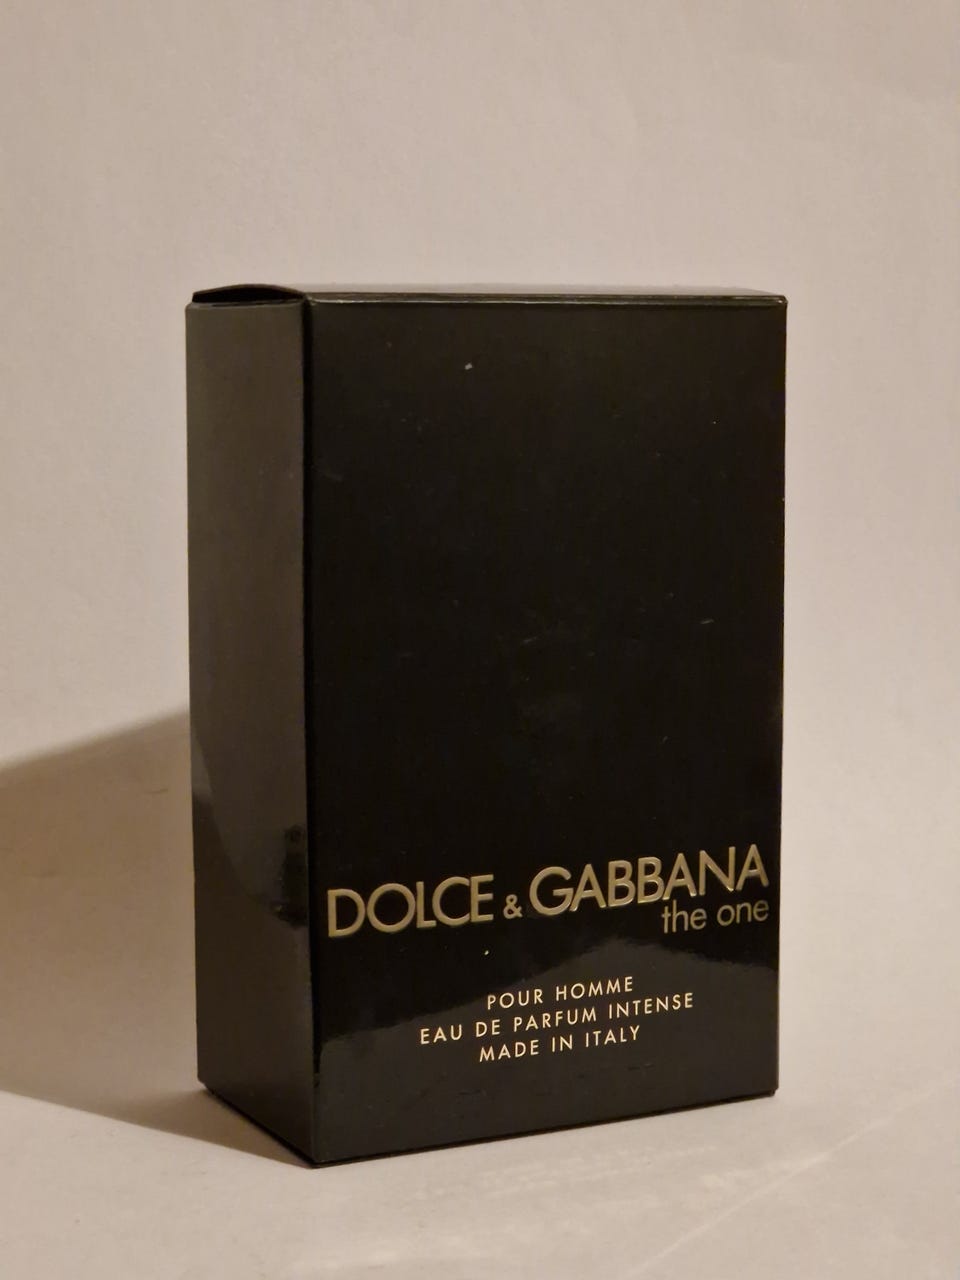 DOLCE & GABBANA
the one
POUR HOMME
EAU DE PARFUM INTENSE
MADE IN ITALY